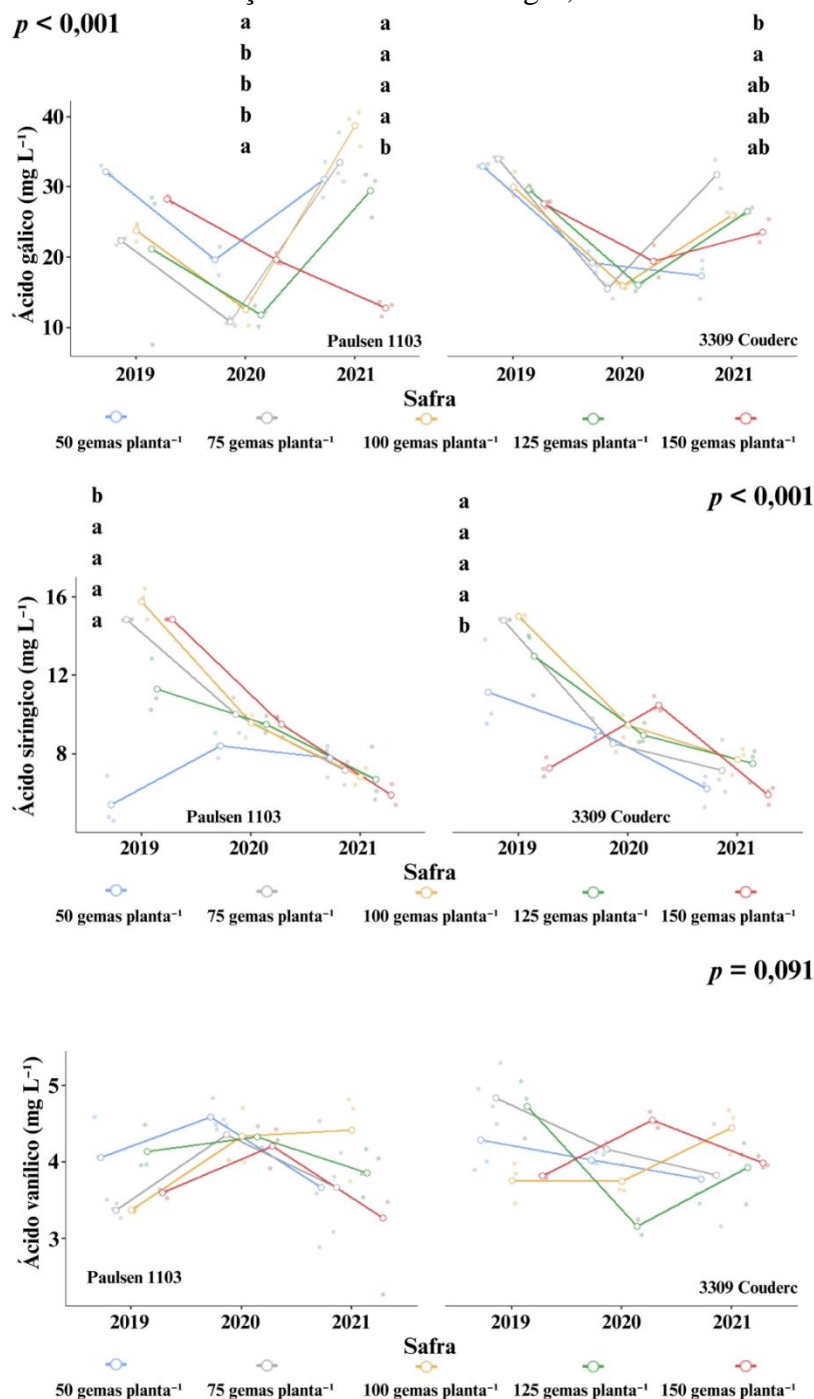 p < 0,001
a a b
b a a
b a ab
b a ab
a b ab
Ácido gálico (mg L⁻¹)
40
30
20
10
Paulsen 1103
3309 Couderc
2019 2020 2021 2019 2020 2021
Safra
50 gemas planta⁻¹ 75 gemas planta⁻¹ 100 gemas planta⁻¹ 125 gemas planta⁻¹ 150 gemas planta⁻¹
p < 0,001
b a
a a
a a
a a
a b
Ácido siríngico (mg L⁻¹)
16
12
8
Paulsen 1103 3309 Couderc
2019 2020 2021 2019 2020 2021
Safra
50 gemas planta⁻¹ 75 gemas planta⁻¹ 100 gemas planta⁻¹ 125 gemas planta⁻¹ 150 gemas planta⁻¹
p = 0,091
Ácido vanílico (mg L⁻¹)
5
4
3
Paulsen 1103
3309 Couderc
2019 2020 2021 2019 2020 2021
Safra
50 gemas planta⁻¹ 75 gemas planta⁻¹ 100 gemas planta⁻¹ 125 gemas planta⁻¹ 150 gemas planta⁻¹